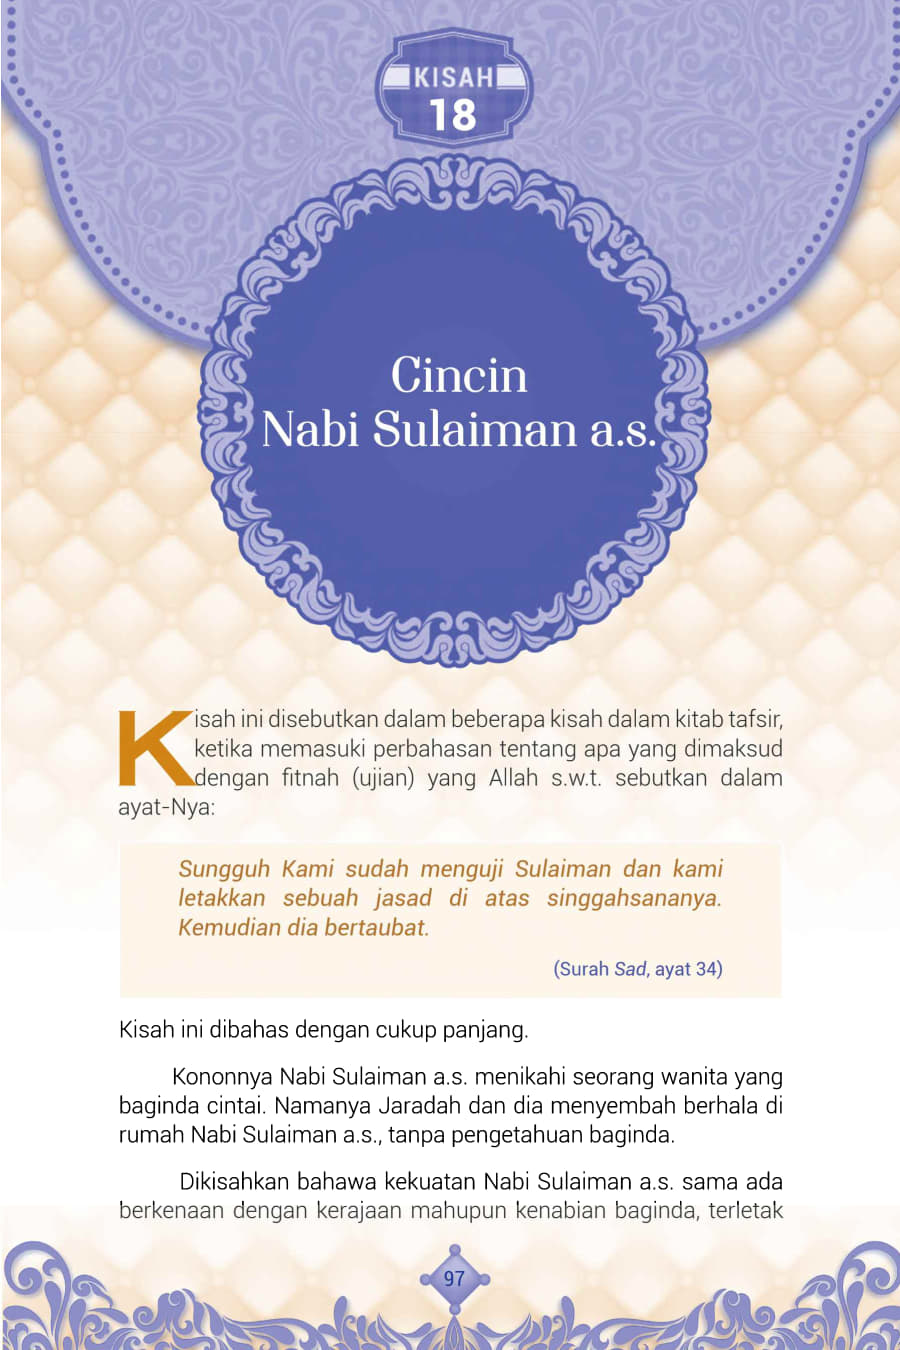 KISAH
18
Cincin
Nabi Sulaiman a.s.
Kisah ini disebutkan dalam beberapa kisah dalam kitab tafsir,
ketika memasuki perbahasan tentang apa yang dimaksud
dengan fitnah (ujian) yang Allah s.w.t. sebutkan dalam
ayat-Nya:
Sungguh Kami sudah menguji Sulaiman dan kami
letakkan sebuah jasad di atas singgahsananya.
Kemudian dia bertaubat.
(Surah Sad, ayat 34)
Kisah ini dibahas dengan cukup panjang.
Kononnya Nabi Sulaiman a.s. menikahi seorang wanita yang
baginda cintai. Namanya Jaradah dan dia menyembah berhala di
rumah Nabi Sulaiman a.s., tanpa pengetahuan baginda.
Dikisahkan bahawa kekuatan Nabi Sulaiman a.s. sama ada
berkenaan dengan kerajaan mahupun kenabian baginda, terletak
97